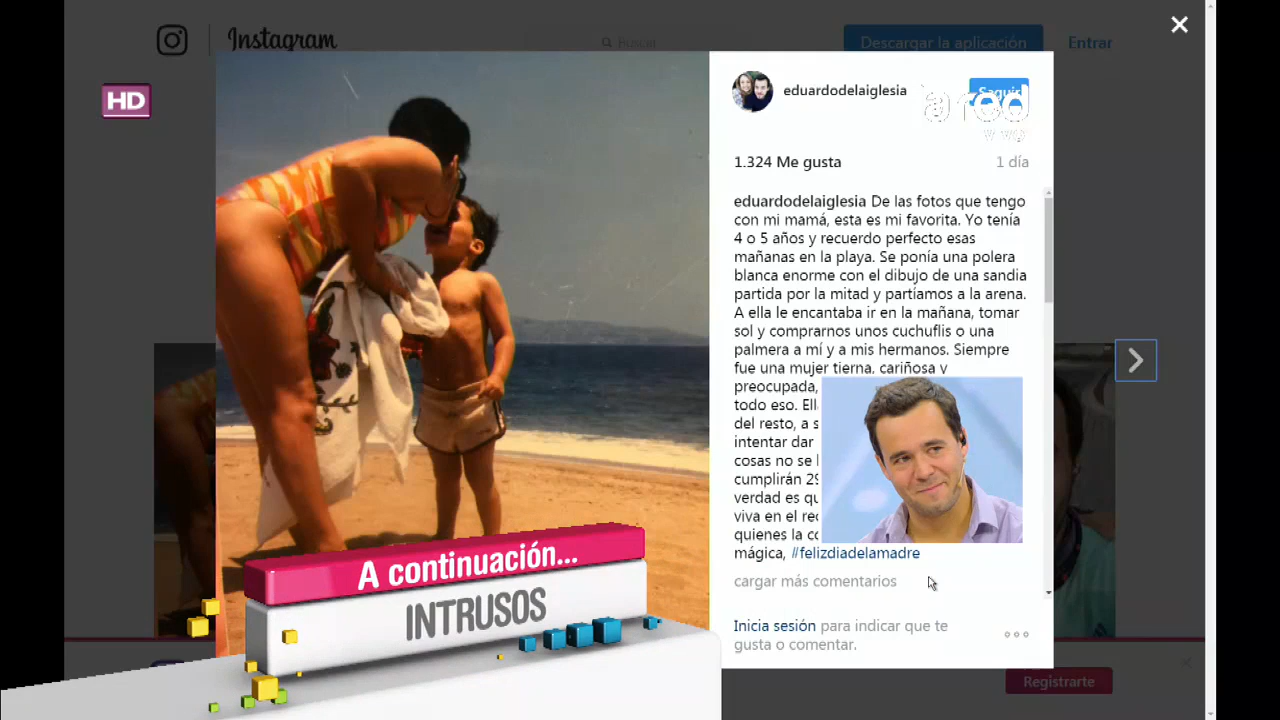 Instagram
Buscar
Descargar la aplicación
Entrar
HD
eduardodelaiglesia
Seguir
a red
1.324 Me gusta
1 día
eduardodelaiglesia De las fotos que tengo
con mi mamá, esta es mi favorita. Yo tenía
4 o 5 años y recuerdo perfecto esas
mañanas en la playa. Se ponía una polera
blanca enorme con el dibujo de una sandia
partida por la mitad y partíamos a la arena.
A ella le encantaba ir en la mañana, tomar
sol y comprarnos unos cuchuflis o una
palmera a mí y a mis hermanos. Siempre
fue una mujer tierna, cariñosa y
preocupada,
todo eso.
del resto, a
intentar dar
cosas no se
cumplirán
verdad es
viva en el
quienes la
mágica, #felizdiadelamadre
cargar más comentarios
Inicia sesión para indicar que te
gusta o comentar.
A continuación...
INTRUSOS
Registrarte